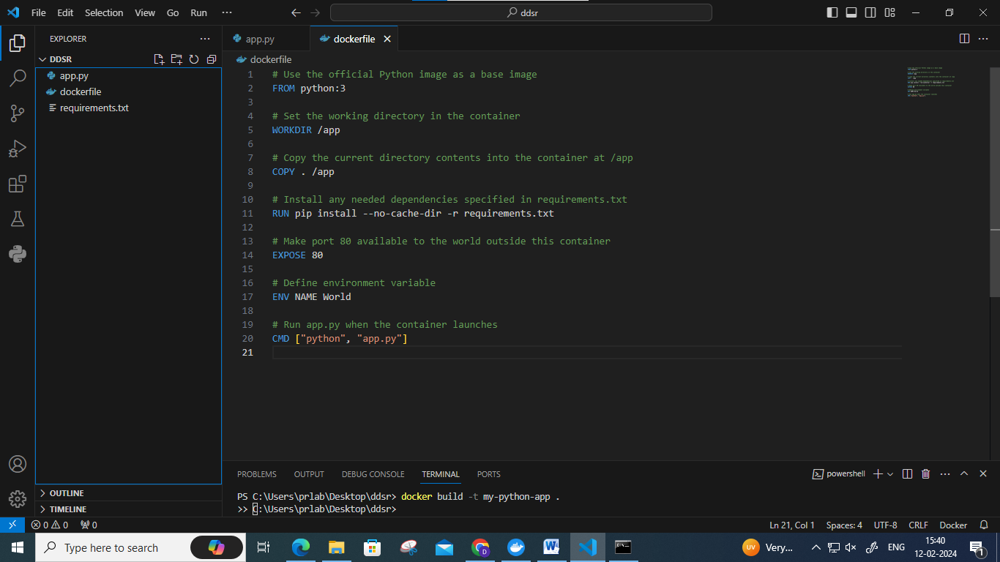 File Edit Selection View Go Run ··· ddsr
EXPLORER
DDSR
app.py
dockerfile
requirements.txt
OUTLINE
TIMELINE
app.py dockerfile
dockerfile
1 # Use the official Python image as a base image
2 FROM python:3
3
4 # Set the working directory in the container
5 WORKDIR /app
6
7 # Copy the current directory contents into the container at /app
8 COPY . /app
9
10 # Install any needed dependencies specified in requirements.txt
11 RUN pip install --no-cache-dir -r requirements.txt
12
13 # Make port 80 available to the world outside this container
14 EXPOSE 80
15
16 # Define environment variable
17 ENV NAME World
18
19 # Run app.py when the container launches
20 CMD ["python", "app.py"]
21
PROBLEMS OUTPUT DEBUG CONSOLE TERMINAL PORTS powershell
PS C:\Users\prlab\Desktop\ddsr> docker build -t my-python-app .
>> C:\Users\prlab\Desktop\ddsr>
0 0 0 Ln 21, Col 1 Spaces: 4 UTF-8 CRLF Docker
Type here to search UV Very... ENG 15:40
12-02-2024 1